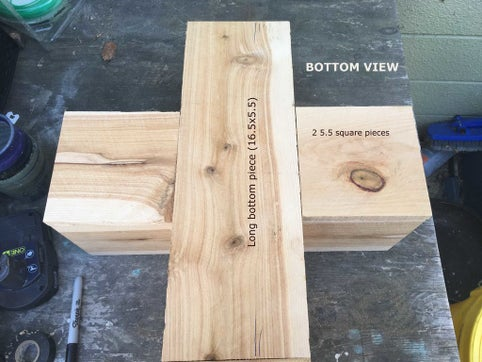 BOTTOM VIEW
2 5.5 square pieces
Long bottom piece (16.5x5.5)